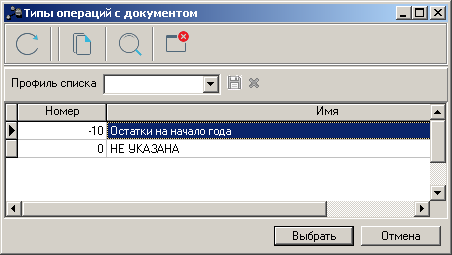 Типы операций с документом
Профиль списка
Номер Имя
-10 Остатки на начало года
0 НЕ УКАЗАНА
Выбрать Отмена